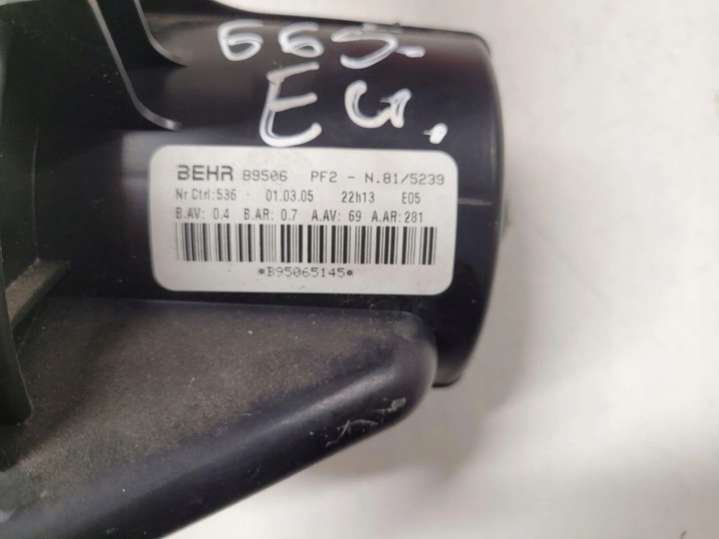 665.
EG.
BEHR B9506 PF2 - N.81/5239
Nr Ctrl:536 - 01.03.05 22h13 E05
B.AV: 0.4 B.AR: 0.7 A.AV: 69 A.AR:281
*B95065145*